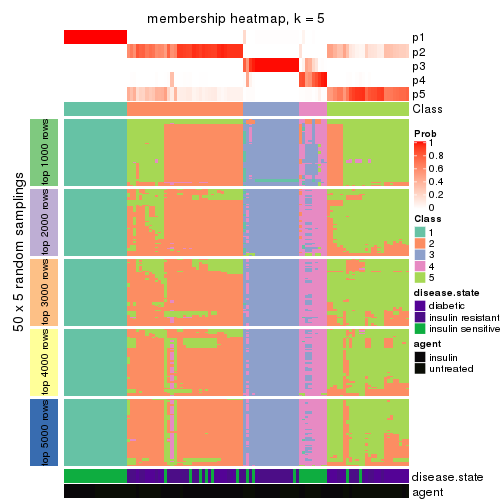 membership heatmap, k = 5
p1
p2
p3
p4
p5
Class
50 x 5 random samplings
top 1000 rows
top 2000 rows
top 3000 rows
top 4000 rows
top 5000 rows
disease.state
agent
Prob
1
0.8
0.6
0.4
0.2
0
Class
1
2
3
4
5
disease.state
diabetic
insulin resistant
insulin sensitive
agent
insulin
untreated